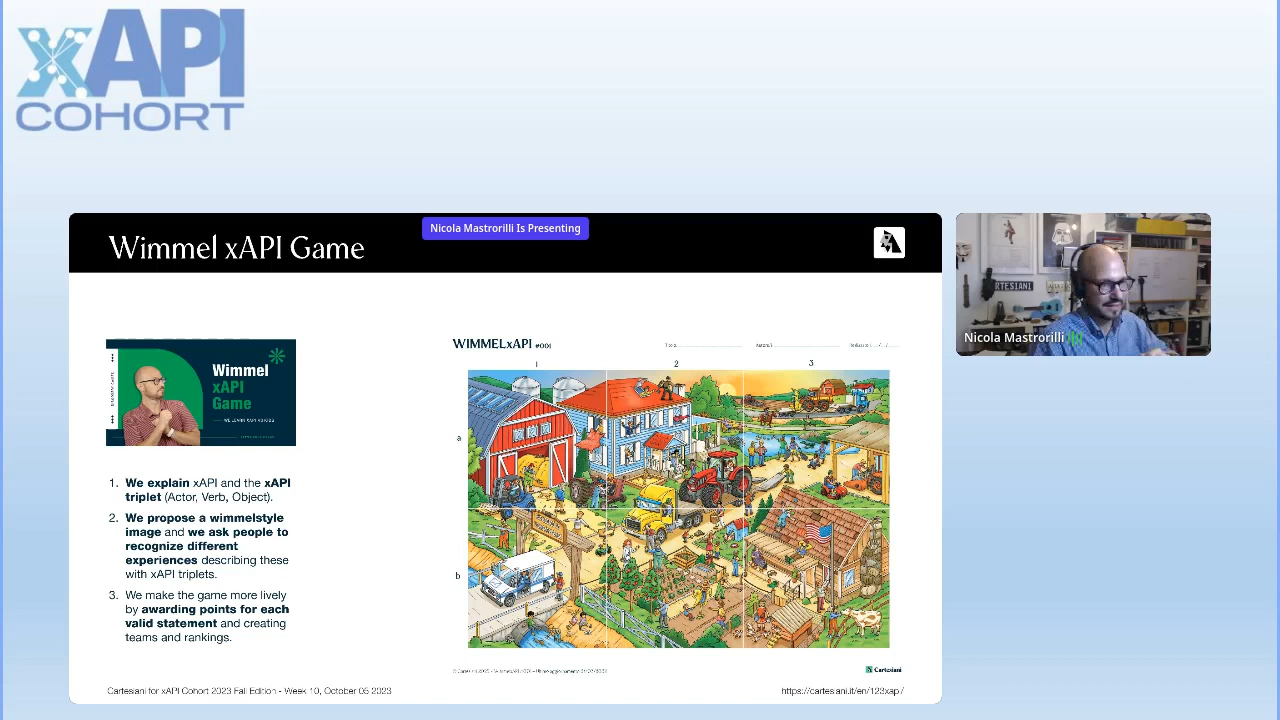 xAPI
COHORT
Nicola Mastrorilli Is Presenting
Wimmel xAPI Game
Wimmel
xAPI
Game
1. We explain xAPI and the xAPI
triplet (Actor, Verb, Object).
2. We propose a wimmelstyle
image and we ask people to
recognize different
experiences describing these
with xAPI triplets.
3. We make the game more lively
by awarding points for each
valid statement and creating
teams and rankings.
WIMMELxAPI #001
1 2 3
a
b
Cartesiani
Cartesiani for xAPI Cohort 2023 Fall Edition - Week 10, October 05 2023
https://cartesiani.it/en/123xapi/
RTESIANI
Nicola Mastrorilli